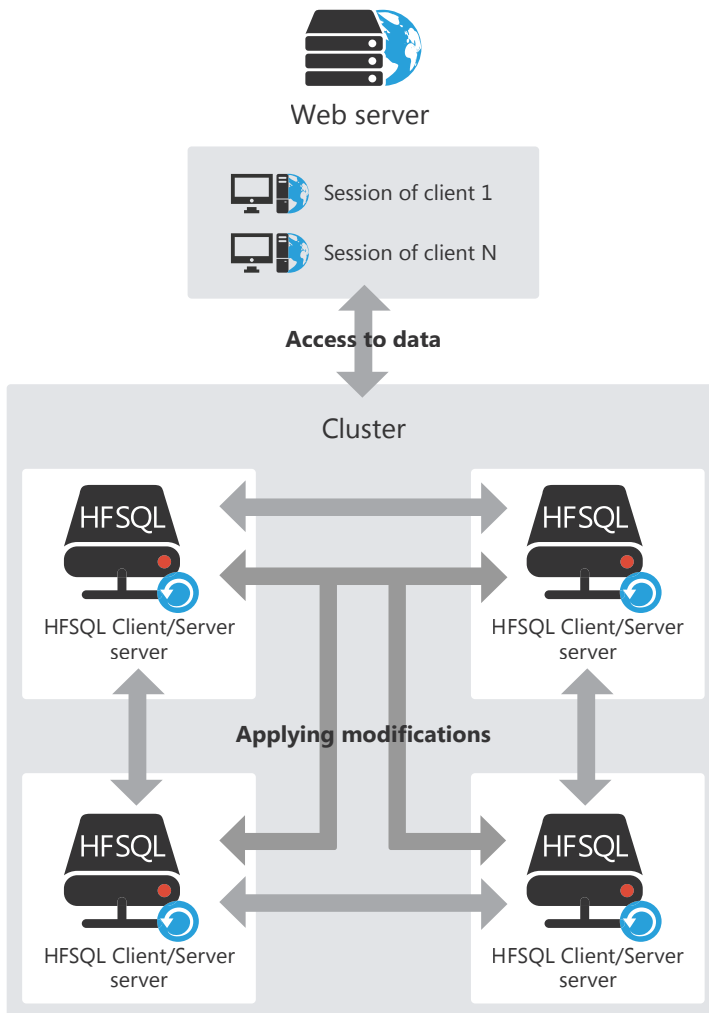 Web server
Session of client 1
Session of client N
Access to data
Cluster
HFSQL
HFSQL
HFSQL Client/Server
server
HFSQL Client/Server
server
Applying modifications
HFSQL
HFSQL
HFSQL Client/Server
server
HFSQL Client/Server
server